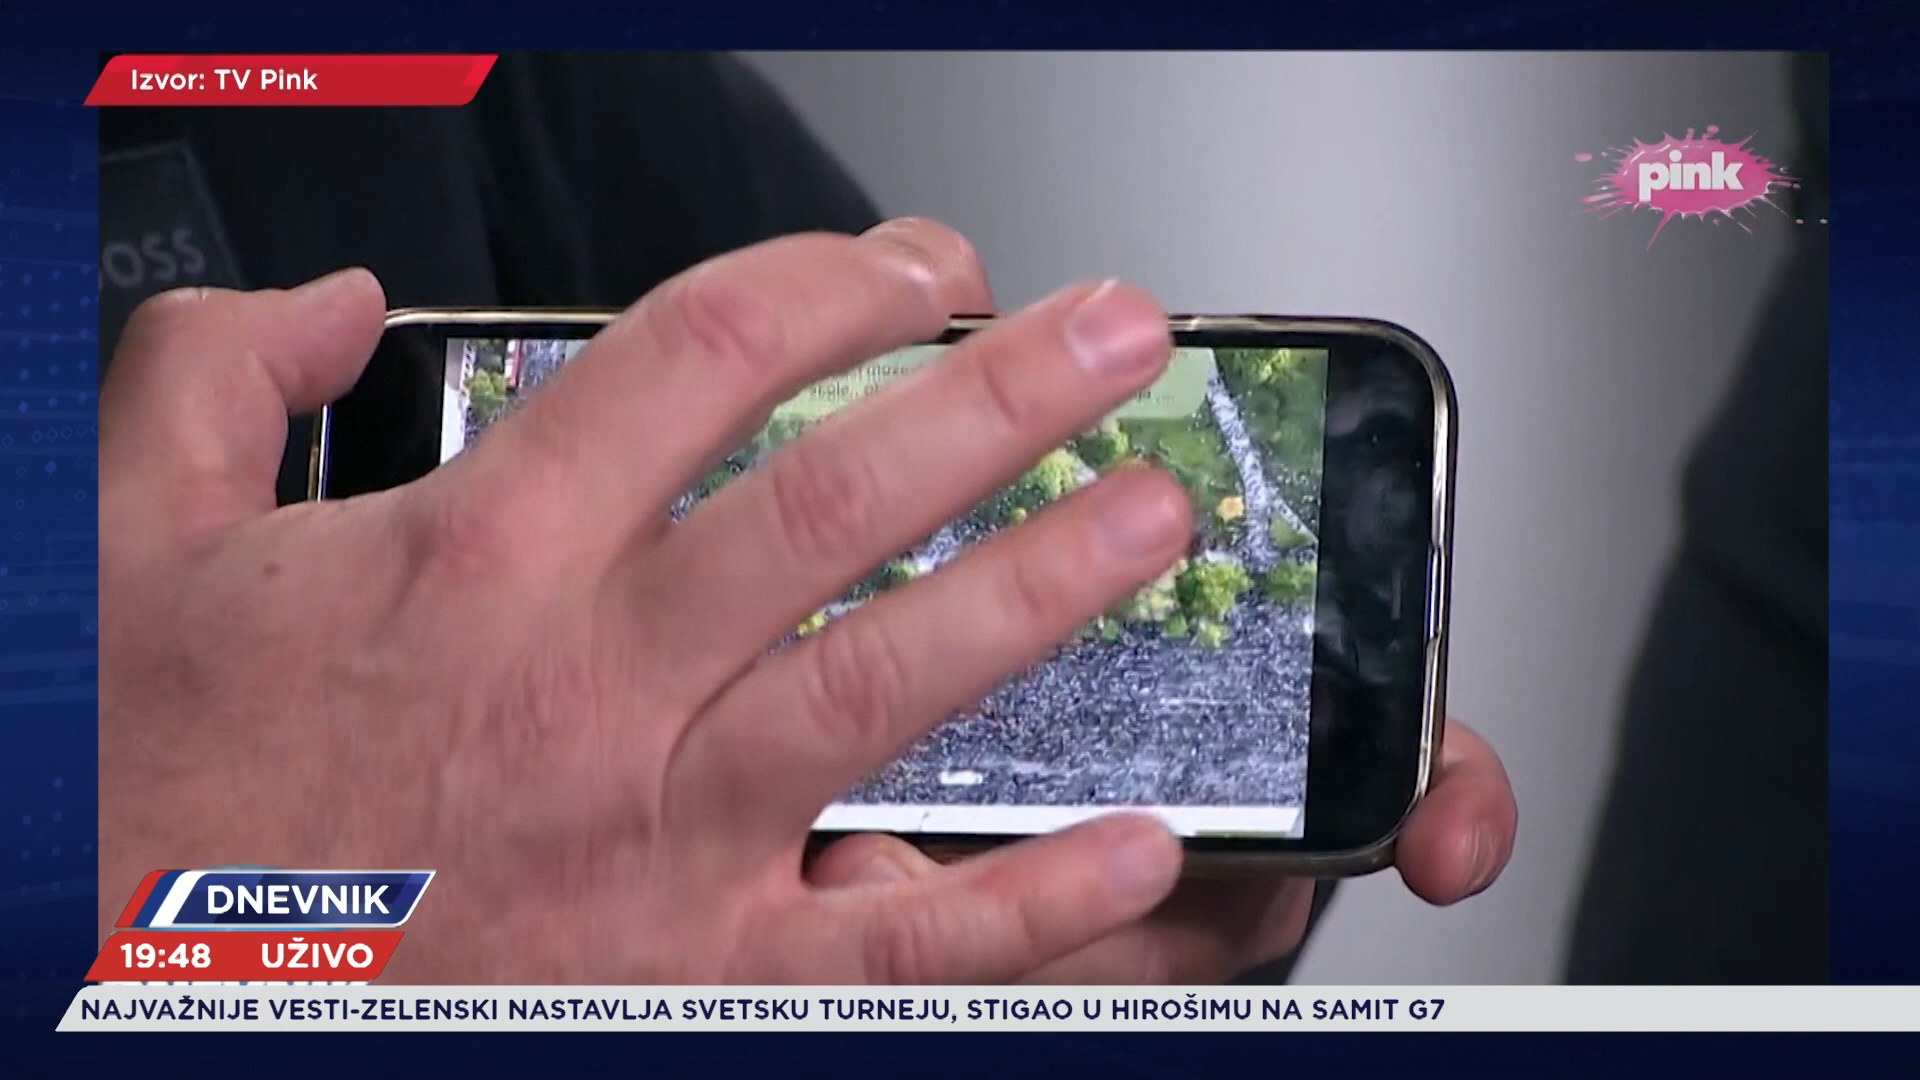 Izvor: TV Pink
pink
OSS
DNEVNIK
19:48 UŽIVO
NAJVAŽNIJE VESTI-ZELENSKI NASTAVLJA SVETSKU TURNEJU, STIGAO U HIROŠIMU NA SAMIT G7